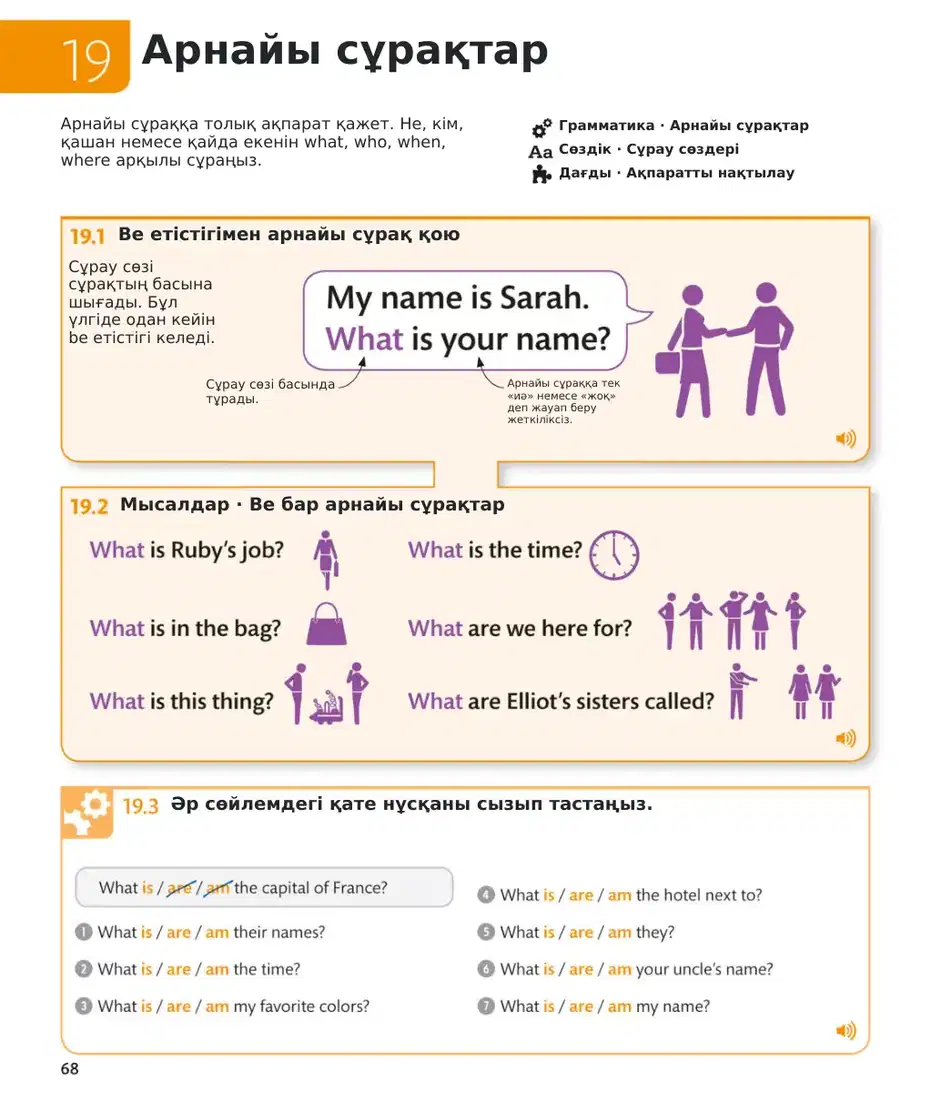 19
Арнайы сұрақтар
Арнайы сұраққа толық ақпарат қажет. Не, кім,
қашан немесе қайда екенін what, who, when,
where арқылы сұраңыз.
Грамматика · Арнайы сұрақтар
Aa Сөздік · Сұрау сөздері
Дағды · Ақпаратты нақтылау
19.1 Be етістігімен арнайы сұрақ қою
Сұрау сөзі
сұрақтың басына
шығады. Бұл
үлгіде одан кейін
be етістігі келеді.
My name is Sarah.
What is your name?
Сұрау сөзі басында
тұрады.
Арнайы сұраққа тек
«иә» немесе «жоқ»
деп жауап беру
жеткіліксіз.
19.2 Мысалдар · Be бар арнайы сұрақтар
What is Ruby's job?
What is the time?
What is in the bag?
What are we here for?
What is this thing?
What are Elliot's sisters called?
19.3 Әр сөйлемдегі қате нұсқаны сызып тастаңыз.
What is / are / am the capital of France?
1 What is / are / am their names?
2 What is / are / am the time?
3 What is / are / am my favorite colors?
4 What is / are / am the hotel next to?
5 What is / are / am they?
6 What is / are / am your uncle's name?
7 What is / are / am my name?
68